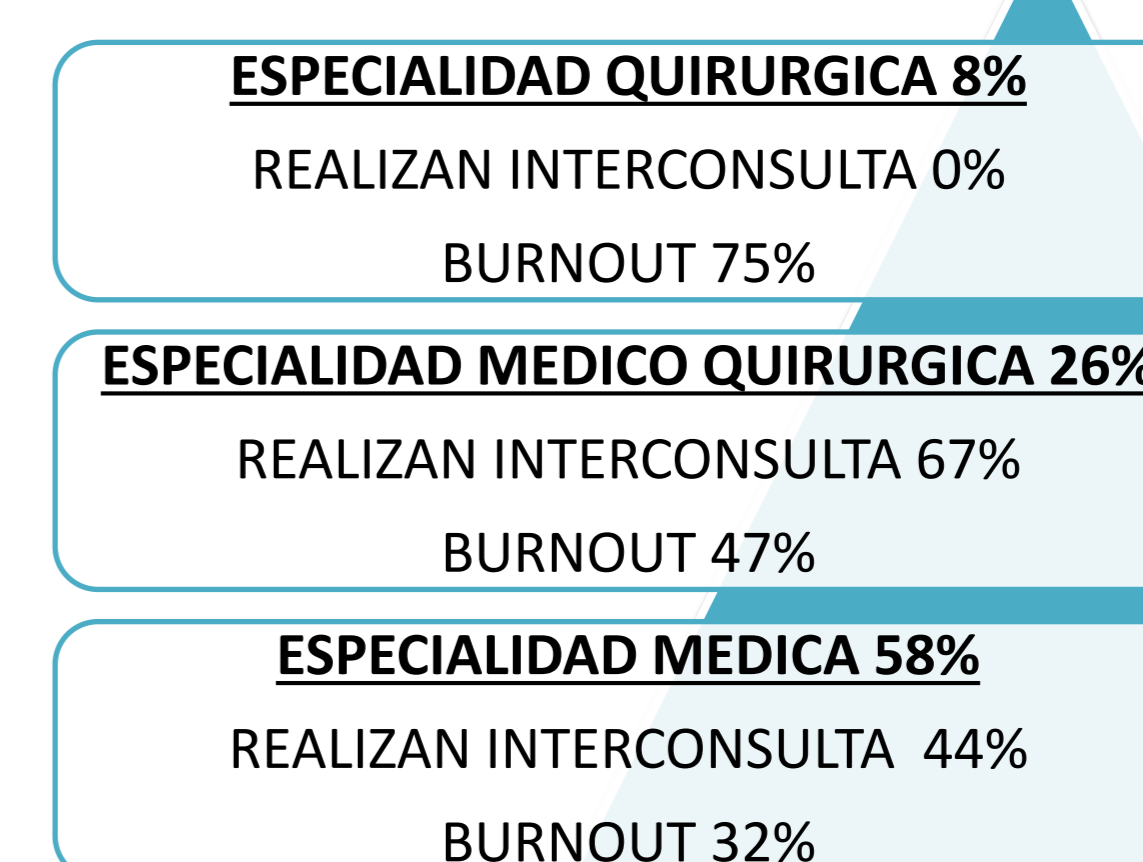 ESPECIALIDAD QUIRURGICA 8%
REALIZAN INTERCONSULTA 0%
BURNOUT 75%
ESPECIALIDAD MEDICO QUIRURGICA 26%
REALIZAN INTERCONSULTA 67%
BURNOUT 47%
ESPECIALIDAD MEDICA 58%
REALIZAN INTERCONSULTA 44%
BURNOUT 32%